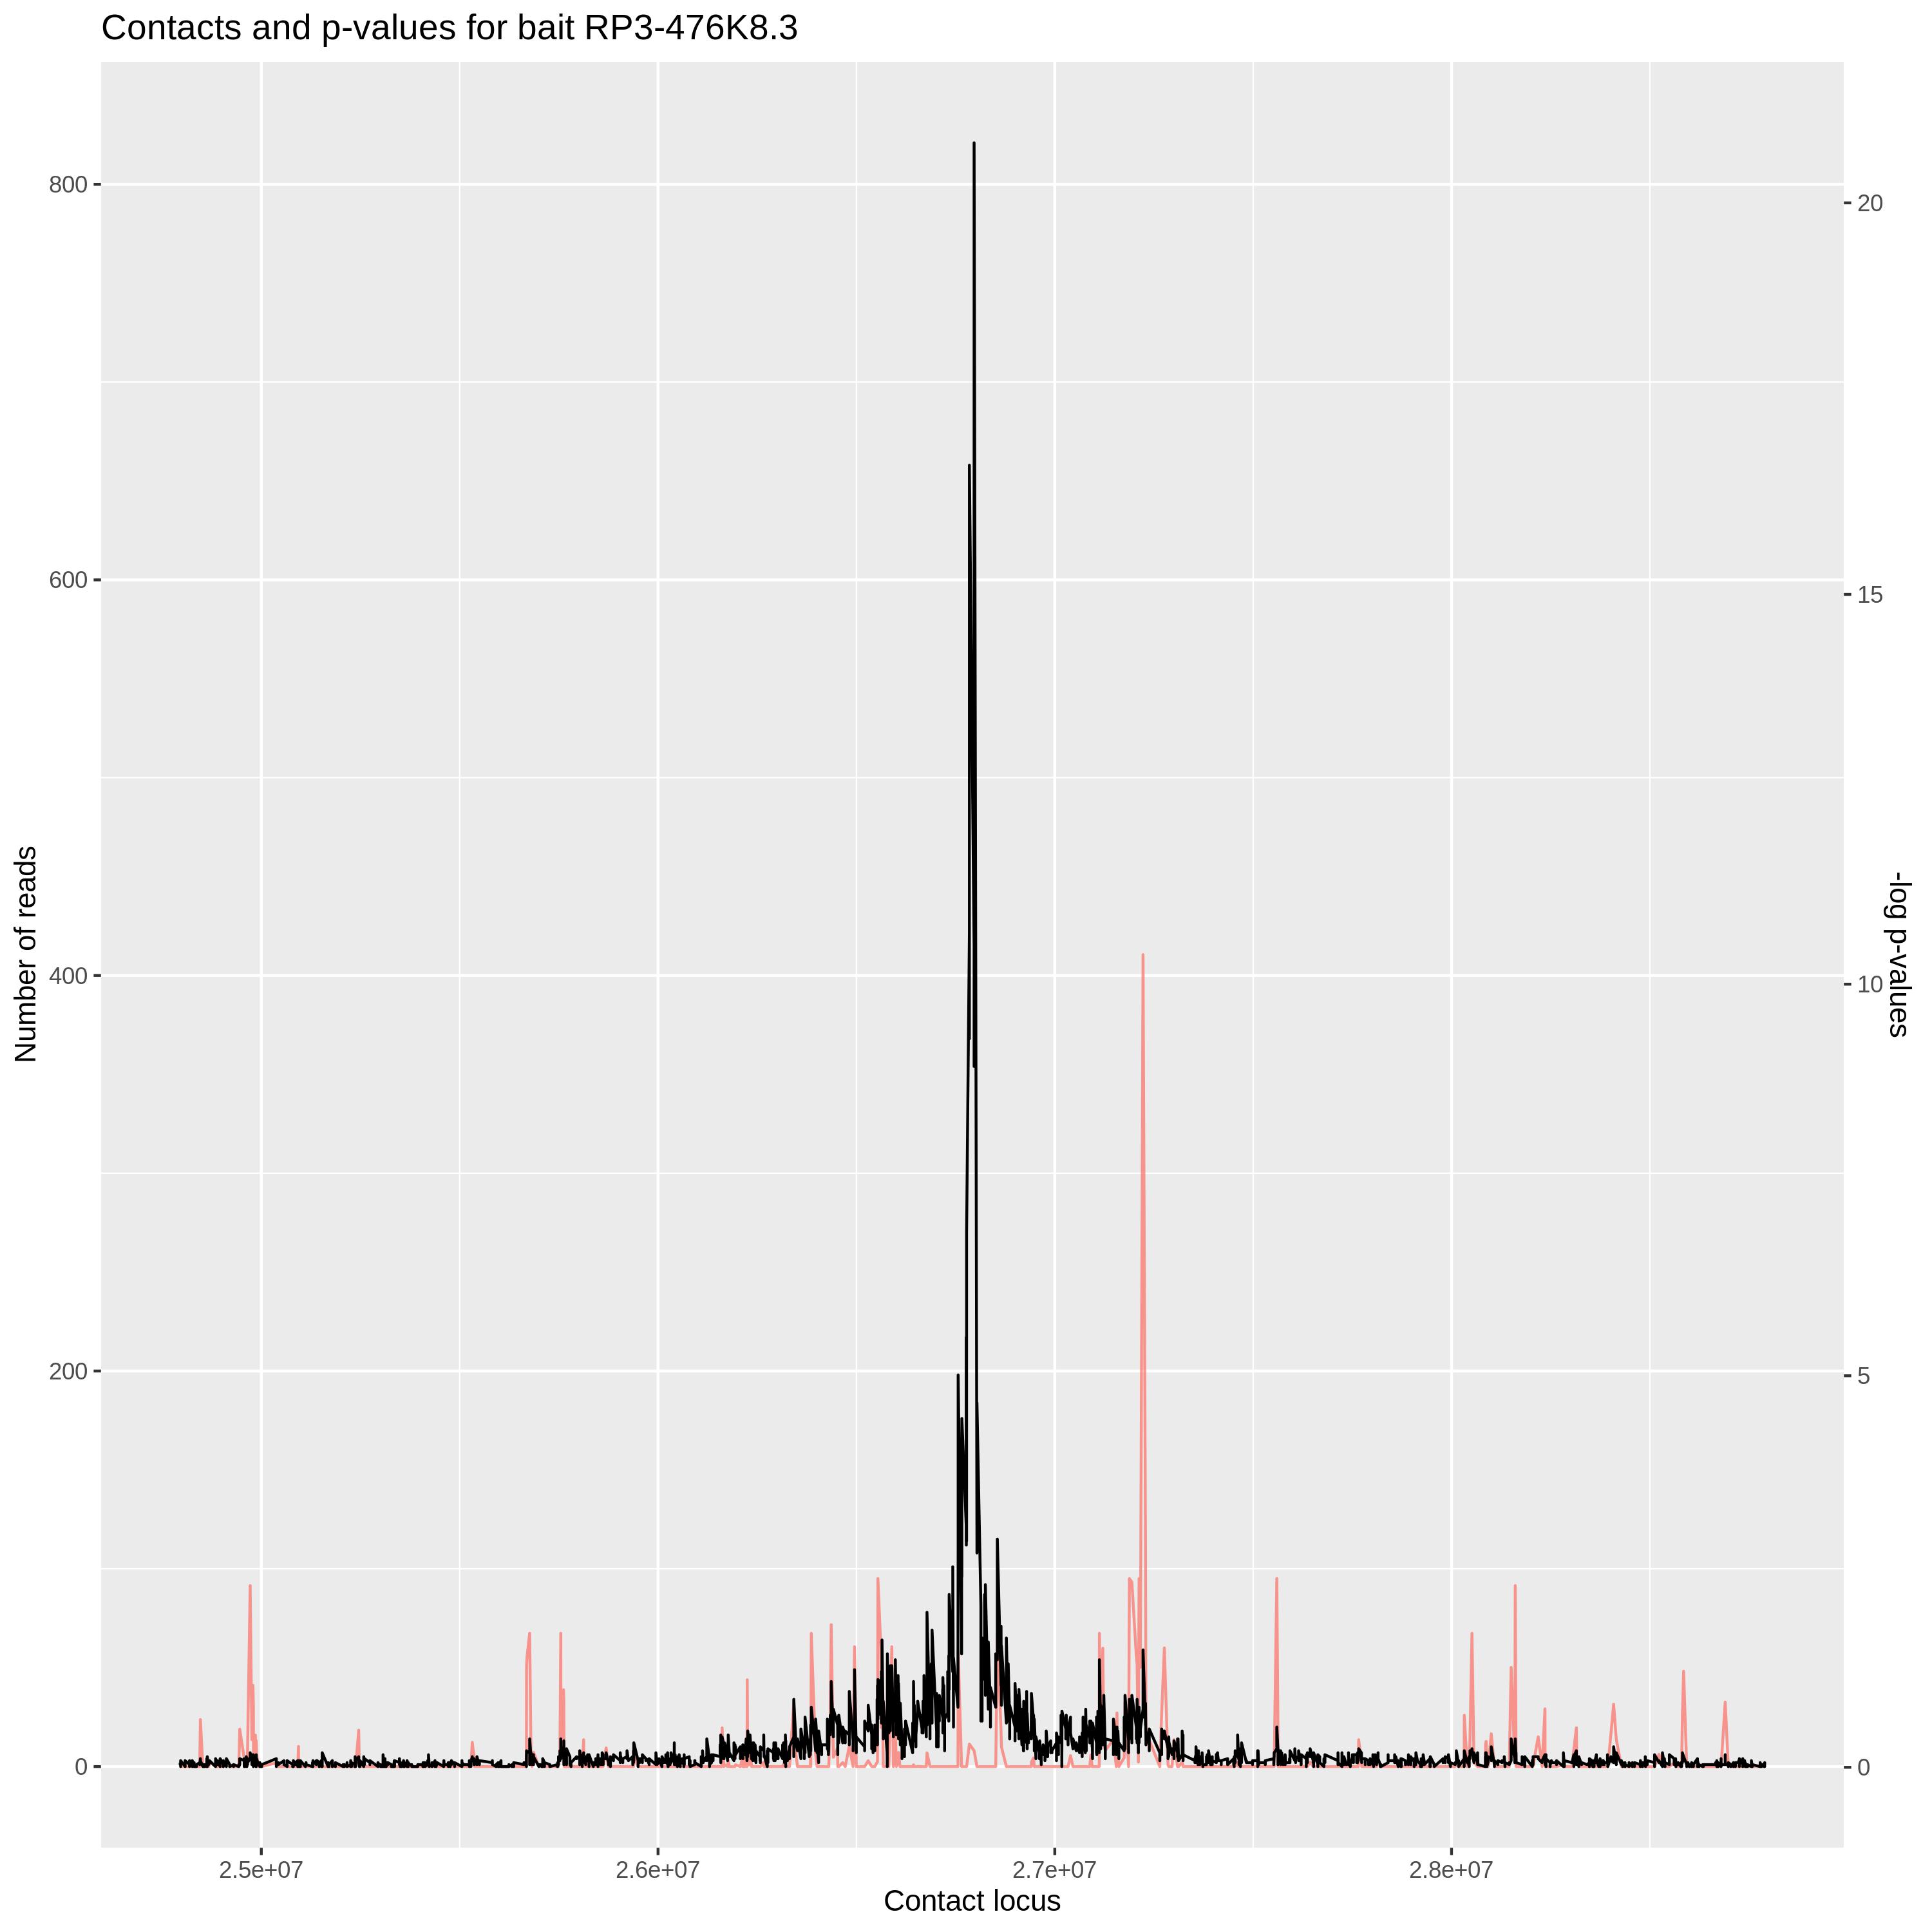 Contacts and p-values for bait RP3-476K8.3
800
600
400
200
0
20
15
10
5
0
Number of reads
-log p-values
2.5e+07 2.6e+07 2.7e+07 2.8e+07
Contact locus